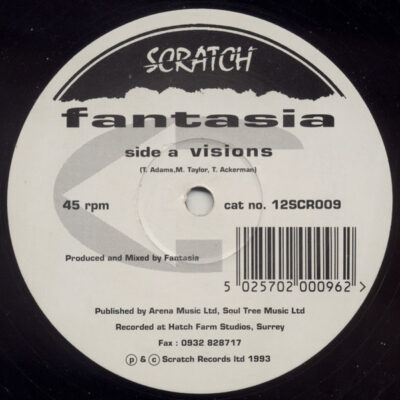 SCRATCH
fantasia
side a visions
(T. Adams,M. Taylor, T. Ackerman)
45 rpm cat no. 12SCR009
Produced and Mixed by Fantasia
5 025702 000962 >
Published by Arena Music Ltd, Soul Tree Music Ltd
Recorded at Hatch Farm Studios, Surrey
Fax : 0932 828717
℗ & © Scratch Records ltd 1993